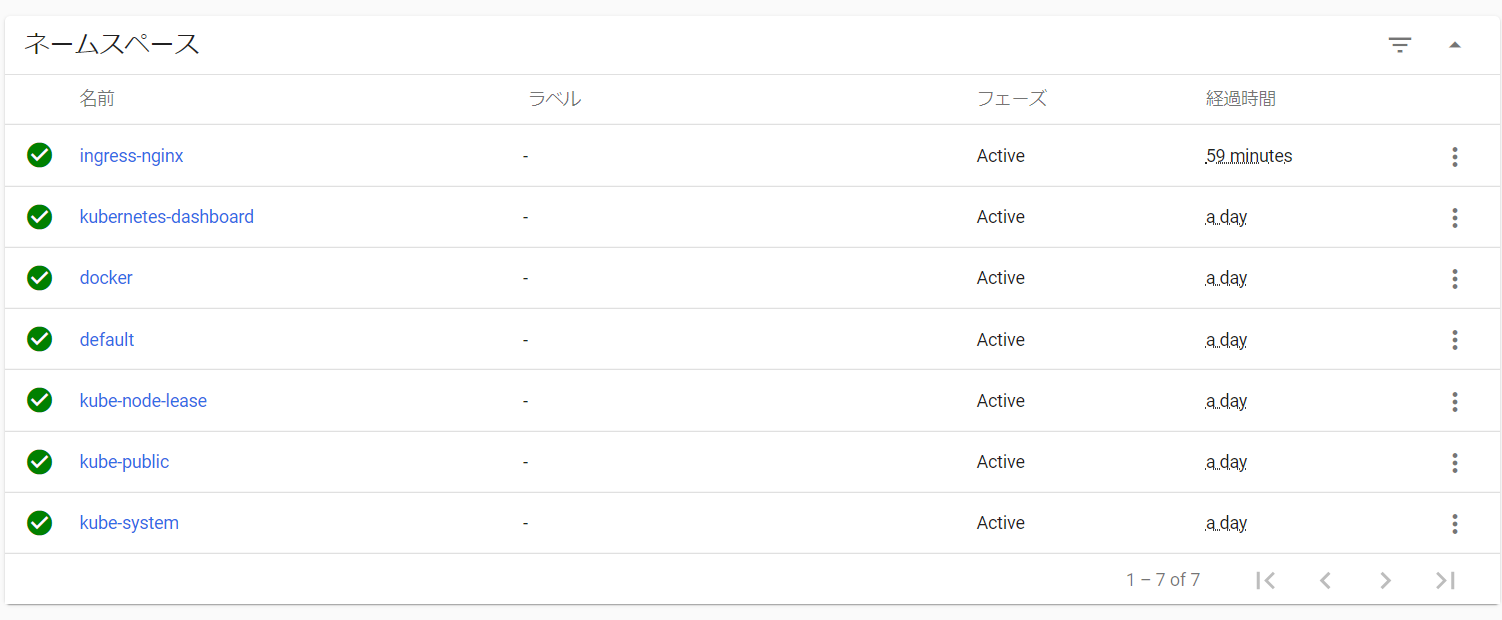 ネームスペース
名前 ラベル フェーズ 経過時間
ingress-nginx - Active 59 minutes
kubernetes-dashboard - Active a day
docker - Active a day
default - Active a day
kube-node-lease - Active a day
kube-public - Active a day
kube-system - Active a day
1 – 7 of 7